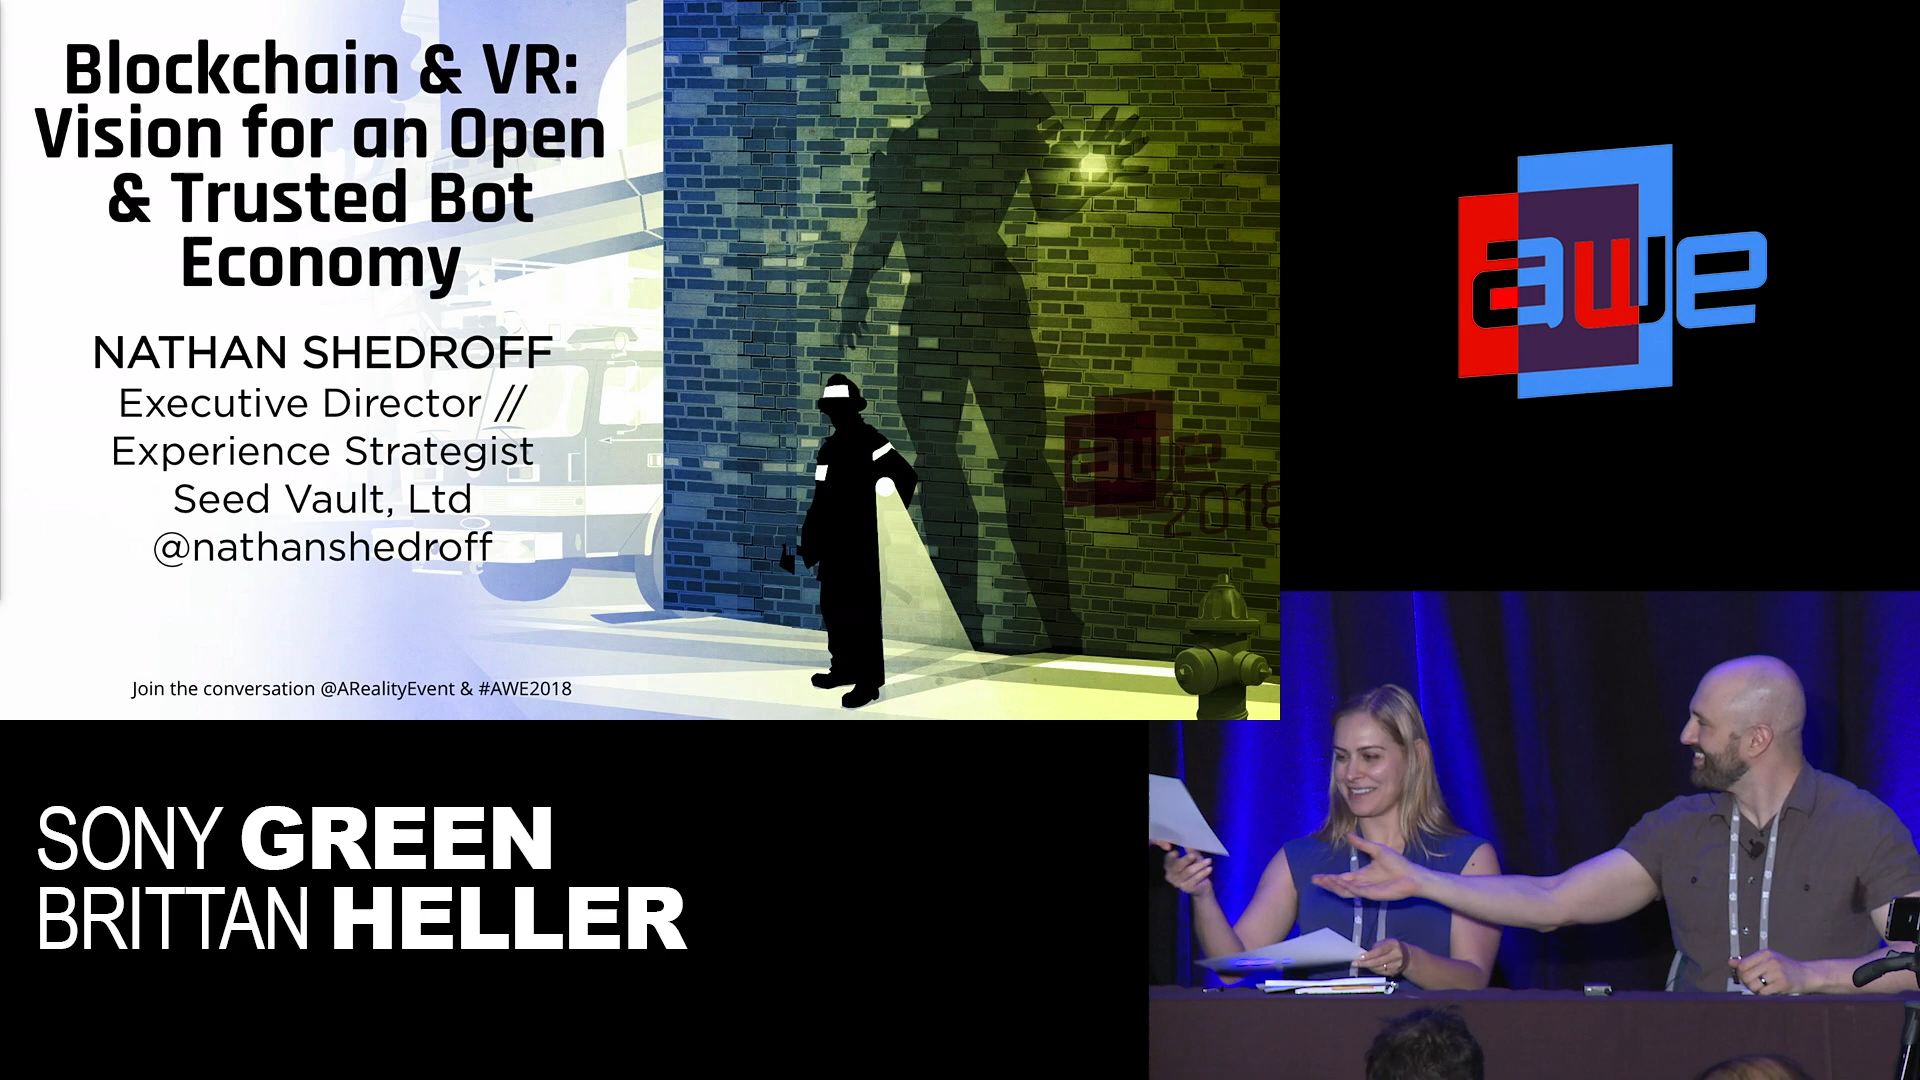 Blockchain & VR:
Vision for an Open
& Trusted Bot
Economy
NATHAN SHEDROFF
Executive Director //
Experience Strategist
Seed Vault, Ltd
@nathanshedroff
Join the conversation @ARealityEvent & #AWE2018
awe
2018
awe
SONY GREEN
BRITTAN HELLER